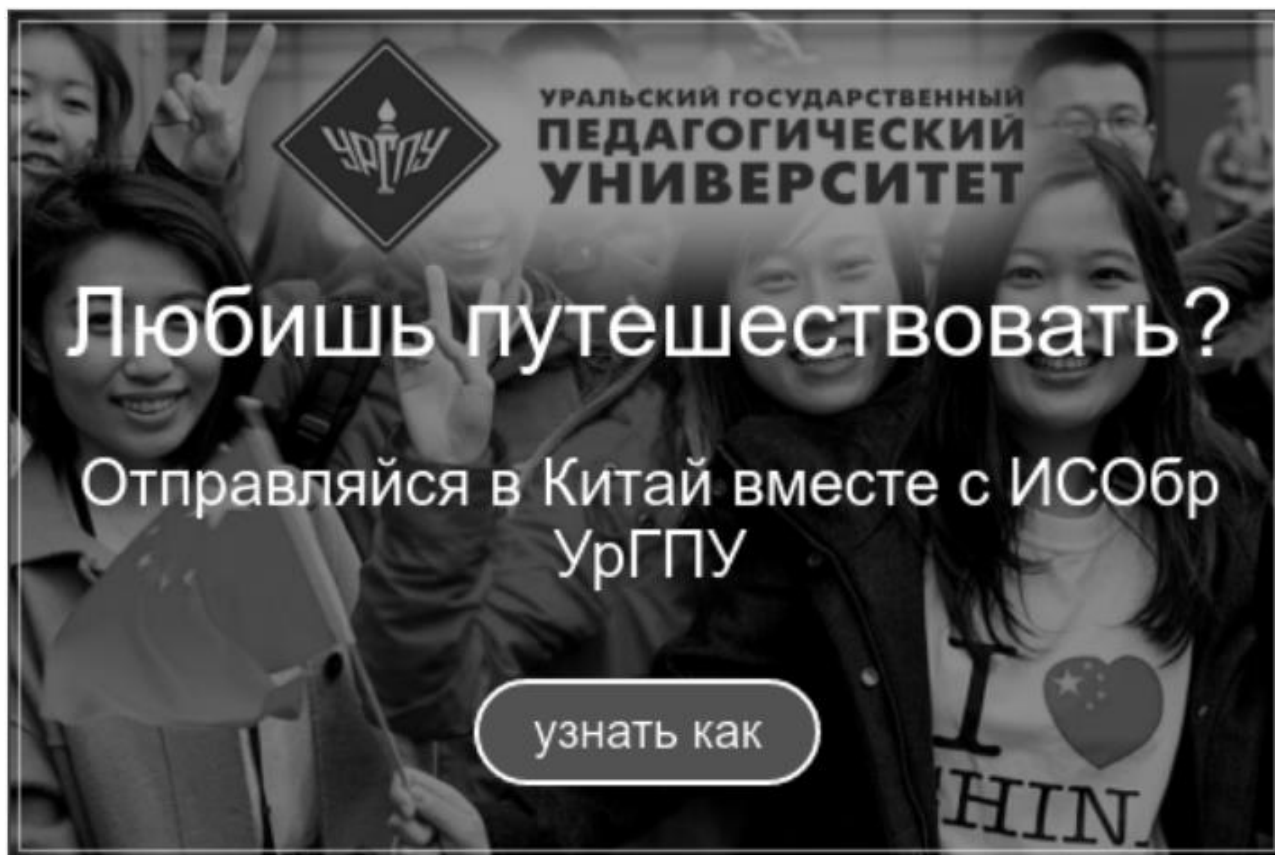 УРГПУ
УРАЛЬСКИЙ ГОСУДАРСТВЕННЫЙ
ПЕДАГОГИЧЕСКИЙ
УНИВЕРСИТЕТ
Любишь путешествовать?
Отправляйся в Китай вместе с ИСОбр
УрГПУ
узнать как
I
HIN